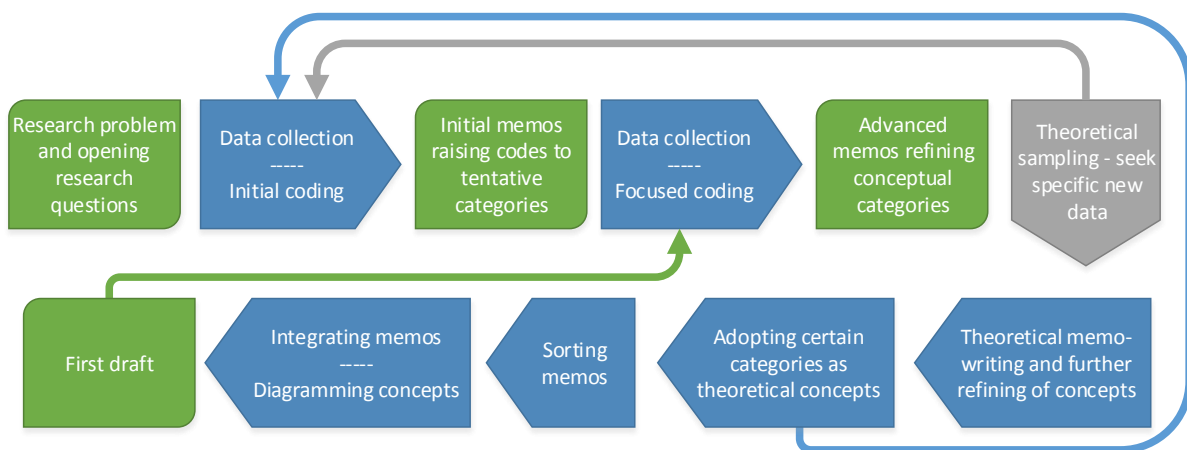 Research problem
and opening
research
questions
Data collection
-----
Initial coding
Initial memos
raising codes to
tentative
categories
Data collection
-----
Focused coding
Advanced
memos refining
conceptual
categories
Theoretical
sampling - seek
specific new
data
First draft
Integrating memos
-----
Diagramming concepts
Sorting
memos
Adopting certain
categories as
theoretical concepts
Theoretical memo-
writing and further
refining of concepts